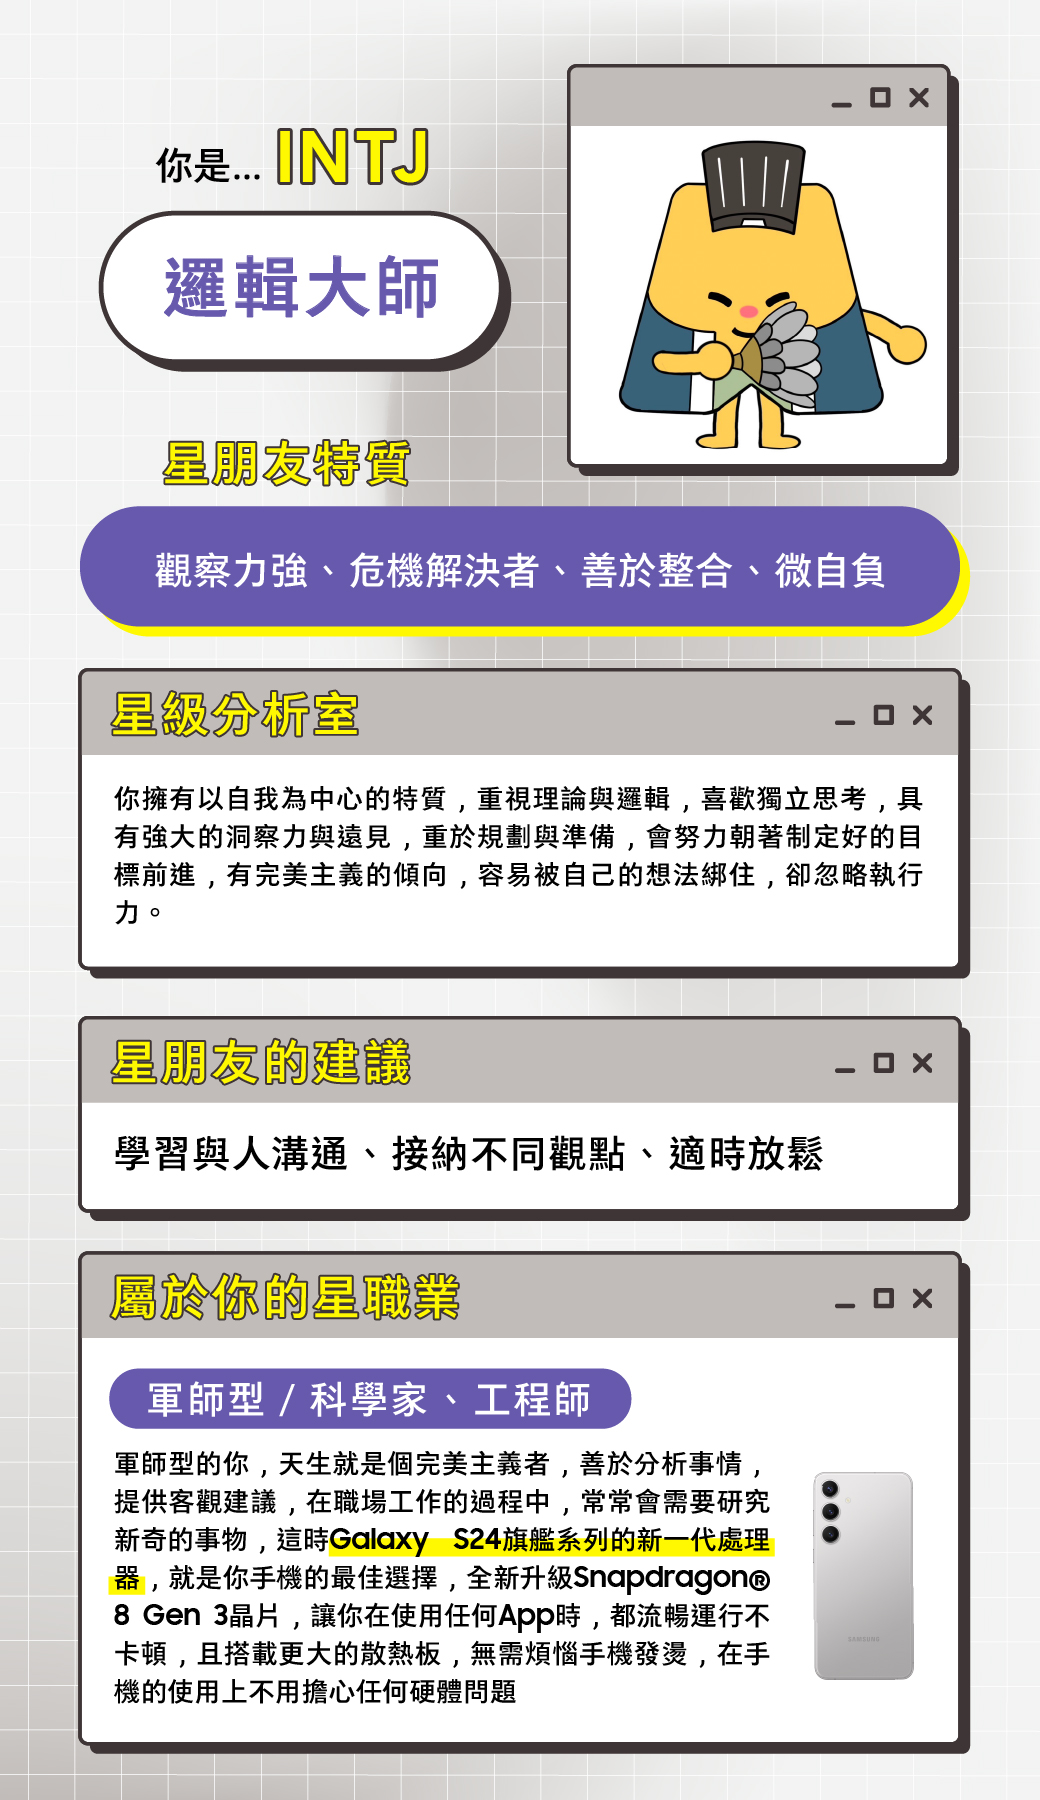 你是... INTJ
邏輯大師
星朋友特質
觀察力強、危機解決者、善於整合、微自負
星級分析室
你擁有以自我為中心的特質，重視理論與邏輯，喜歡獨立思考，具
有強大的洞察力與遠見，重於規劃與準備，會努力朝著制定好的目
標前進，有完美主義的傾向，容易被自己的想法綁住，卻忽略執行
力。
星朋友的建議
學習與人溝通、接納不同觀點、適時放鬆
屬於你的星職業
軍師型 / 科學家、工程師
軍師型的你，天生就是個完美主義者，善於分析事情，
提供客觀建議，在職場工作的過程中，常常會需要研究
新奇的事物，這時Galaxy S24旗艦系列的新一代處理
器，就是你手機的最佳選擇，全新升級Snapdragon®
8 Gen 3晶片，讓你在使用任何App時，都流暢運行不
卡頓，且搭載更大的散熱板，無需煩惱手機發燙，在手
機的使用上不用擔心任何硬體問題
SAMSUNG